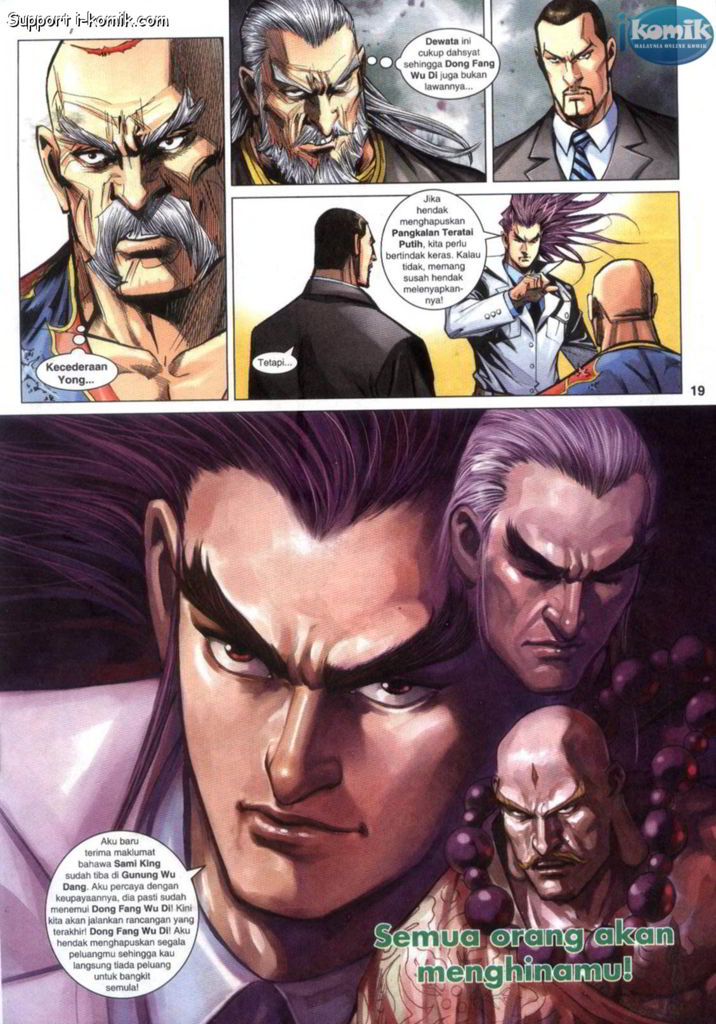 Support i-komik.com
ikomik
MALAYSIA ONLINE KOMIK
Dewata ini
cukup dahsyat
sehingga Dong Fang
Wu Di juga bukan
lawannya...
Kecederaan
Yong...
Jika
hendak
menghapuskan
Pangkalan Teratai
Putih, kita perlu
bertindak keras. Kalau
tidak, memang
susah hendak
melenyapkan-
nya!
Tetapi...
19
Aku baru
terima maklumat
bahawa Sami King
sudah tiba di Gunung Wu
Dang. Aku percaya dengan
keupayaannya, dia pasti sudah
menemui Dong Fang Wu Di! Kini
kita akan jalankan rancangan yang
terakhir! Dong Fang Wu Di! Aku
hendak menghapuskan segala
peluangmu sehingga kau
langsung tiada peluang
untuk bangkit
semula!
Semua orang akan
menghinamu!